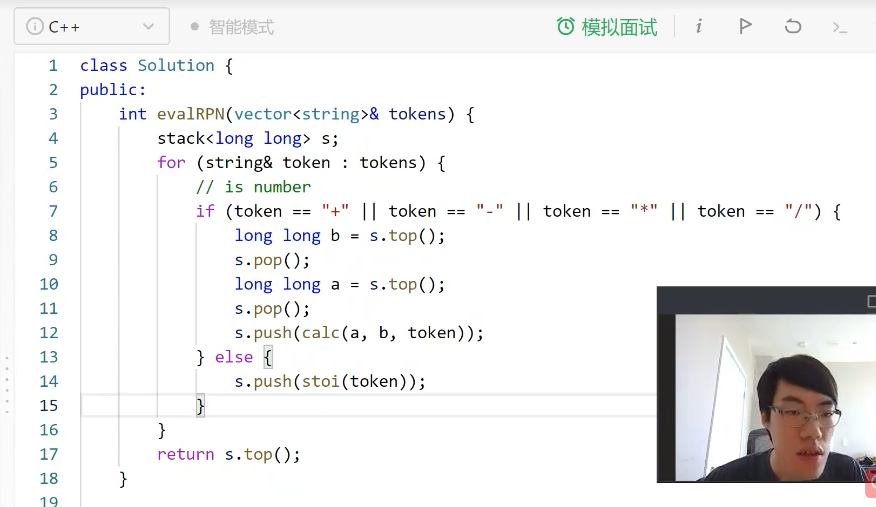 C++ 智能模式 模拟面试
1 class Solution {
2 public:
3 int evalRPN(vector<string>& tokens) {
4 stack<long long> s;
5 for (string& token : tokens) {
6 // is number
7 if (token == "+" || token == "-" || token == "*" || token == "/") {
8 long long b = s.top();
9 s.pop();
10 long long a = s.top();
11 s.pop();
12 s.push(calc(a, b, token));
13 } else {
14 s.push(stoi(token));
15 }
16 }
17 return s.top();
18 }
19